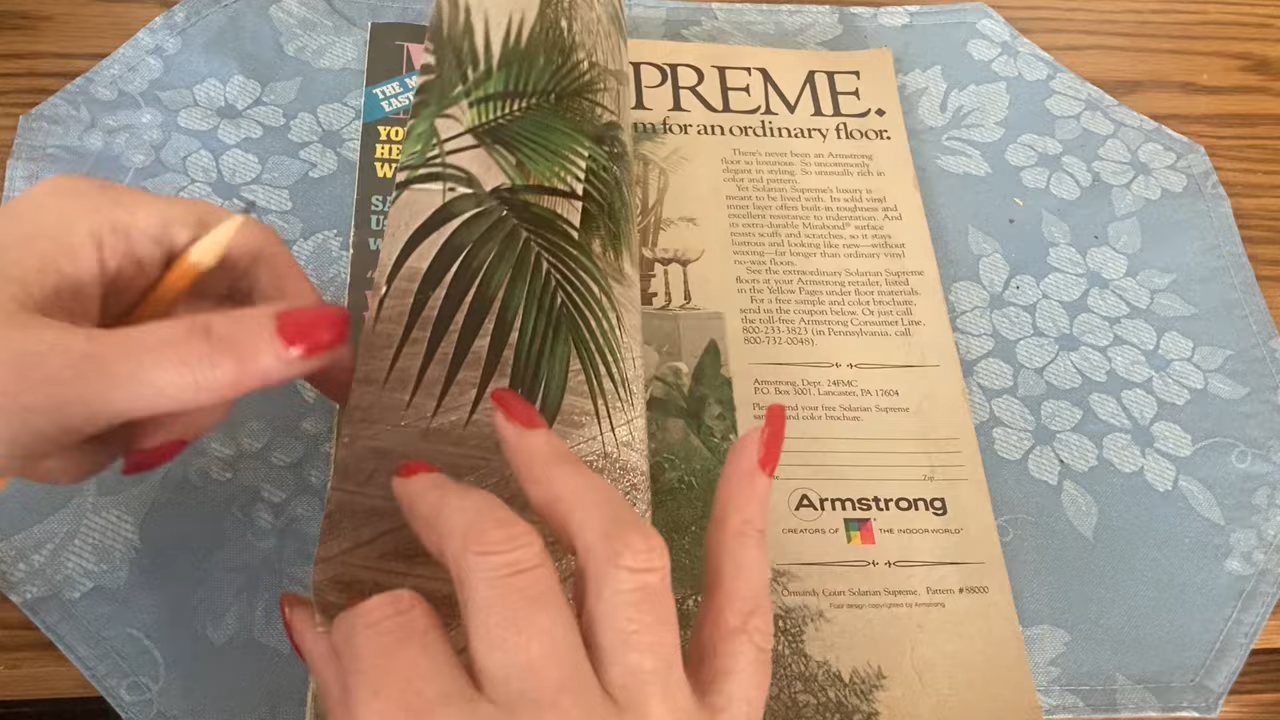 THE M
EAS
YO
HE
W
SA
U
W
PREME.
m for an ordinary floor.
There's never been an Armstrong
floor so luxurious. So uncommonly
elegant in styling. So unusually rich in
color and pattern.
Yet Solarian Supreme's luxury is
meant to be lived with. Its solid vinyl
inner layer offers built-in toughness and
excellent resistance to indentation. And
its extra-durable Mirabond® surface
resists scuffs and scratches, so it stays
lustrous and looking like new—without
waxing—far longer than ordinary vinyl
no-wax floors.
See the extraordinary Solarian Supreme
floors at your Armstrong retailer, listed
in the Yellow Pages under floor materials.
For a free sample and color brochure,
send us the coupon below. Or just call
the toll-free Armstrong Consumer Line,
800-233-3823 (in Pennsylvania, call
800-732-0048).
Armstrong, Dept. 24FMC
P.O. Box 3001, Lancaster, PA 17604
send your free Solarian Supreme
and color brochure.
Zip
Armstrong
CREATORS OF THE INDOOR WORLD®
Ormandy Court Solarian Supreme, Pattern #88000
Floor design copyrighted by Armstrong